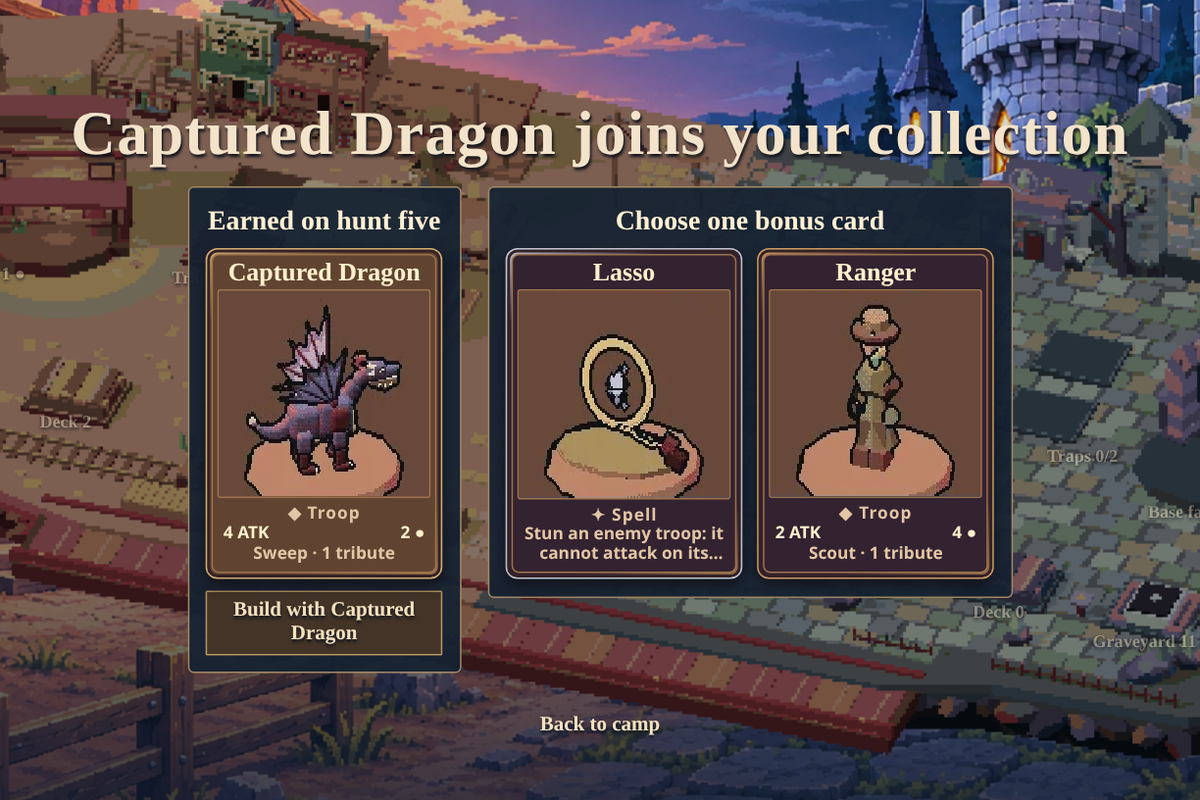 Captured Dragon joins your collection
Earned on hunt five
Captured Dragon
◆ Troop
4 ATK 2 ●
Sweep · 1 tribute
Build with Captured
Dragon
Choose one bonus card
Lasso
✦ Spell
Stun an enemy troop: it
cannot attack on its...
Ranger
◆ Troop
2 ATK 4 ●
Scout · 1 tribute
Back to camp
1 ●
Deck 2
Traps 0/2
Deck 0
Graveyard 11